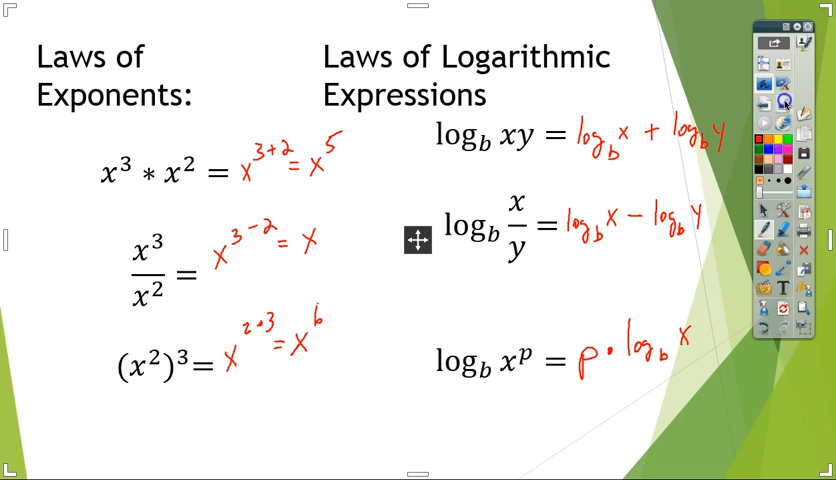 Laws of
Exponents:
x³ ∗ x² = x³⁺² = x⁵
x³/x² = x³⁻² = x
(x²)³ = x²·³ = x⁶
Laws of Logarithmic
Expressions
log_b xy = log_b x + log_b y
log_b x/y = log_b x − log_b y
log_b xᵖ = p · log_b x